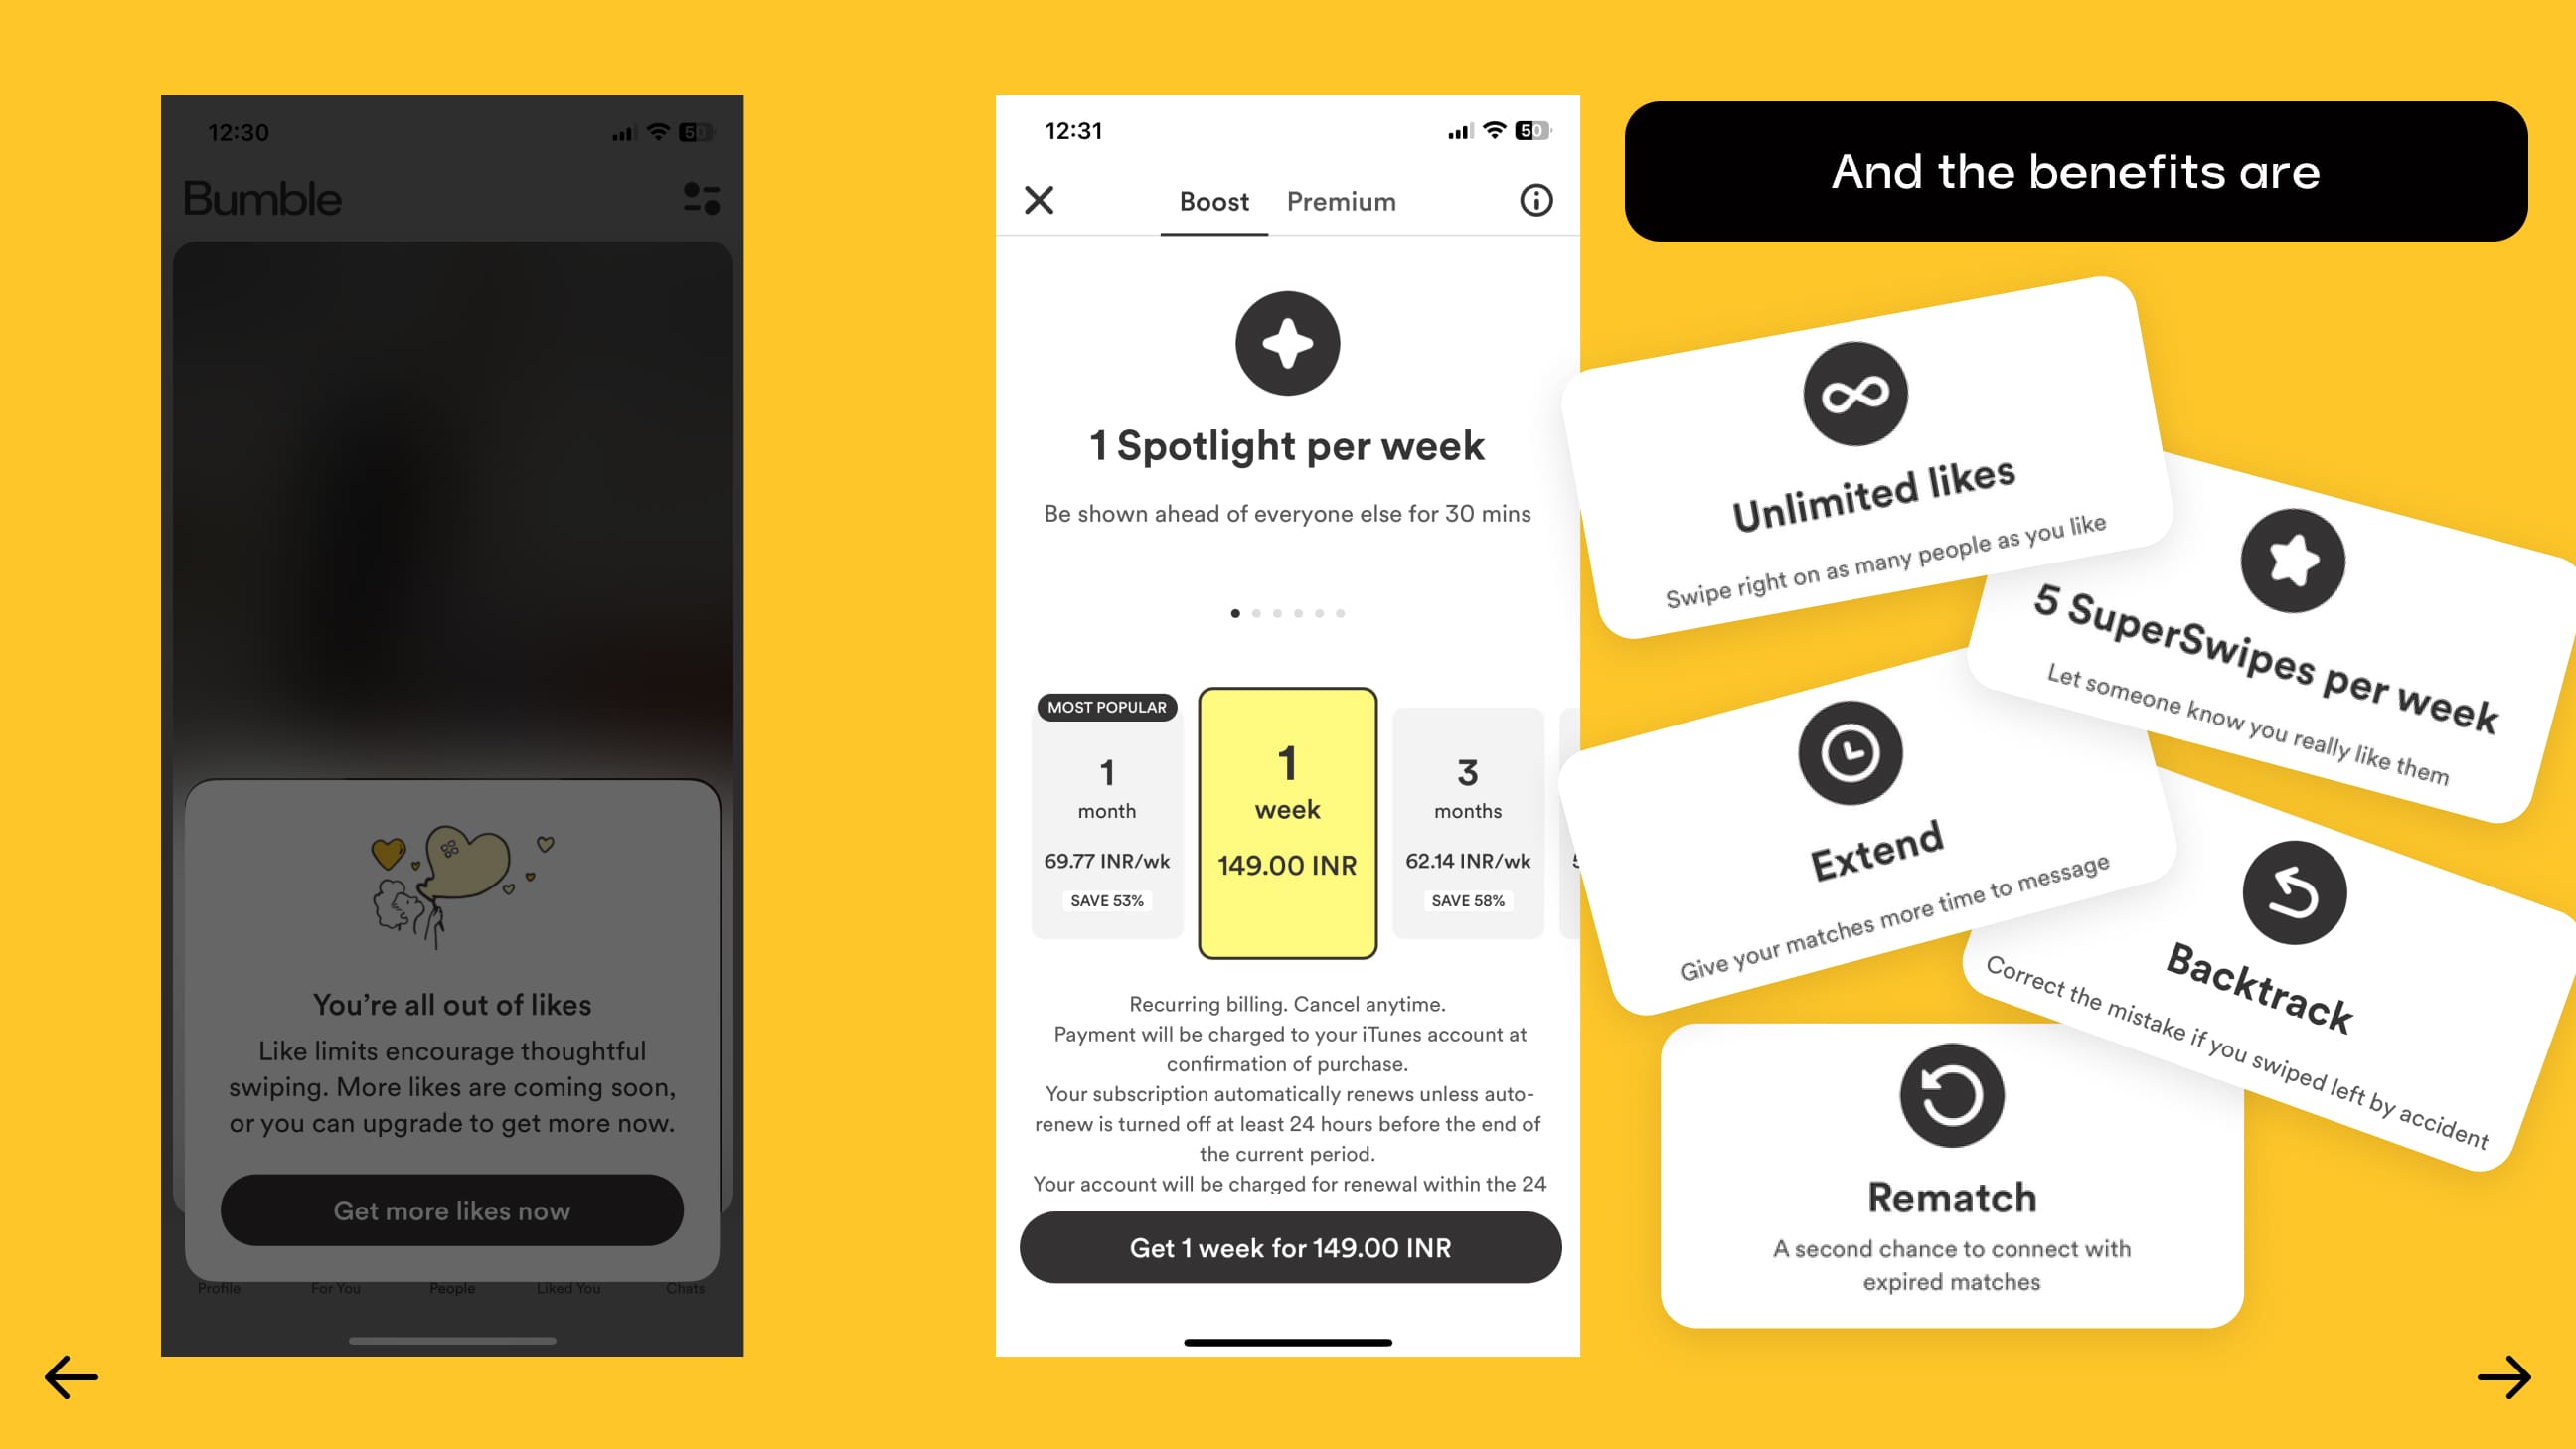 12:30
50
Bumble
You're all out of likes
Like limits encourage thoughtful
swiping. More likes are coming soon,
or you can upgrade to get more now.
Get more likes now
Profile
For You
People
Liked You
Chats
12:31
50
Boost
Premium
1 Spotlight per week
Be shown ahead of everyone else for 30 mins
MOST POPULAR
1
month
69.77 INR/wk
SAVE 53%
1
week
149.00 INR
3
months
62.14 INR/wk
SAVE 58%
Recurring billing. Cancel anytime.
Payment will be charged to your iTunes account at
confirmation of purchase.
Your subscription automatically renews unless auto-
renew is turned off at least 24 hours before the end of
the current period.
Your account will be charged for renewal within the 24
Get 1 week for 149.00 INR
And the benefits are
Unlimited likes
Swipe right on as many people as you like
5 SuperSwipes per week
Let someone know you really like them
Extend
Give your matches more time to message
Backtrack
Correct the mistake if you swiped left by accident
Rematch
A second chance to connect with
expired matches